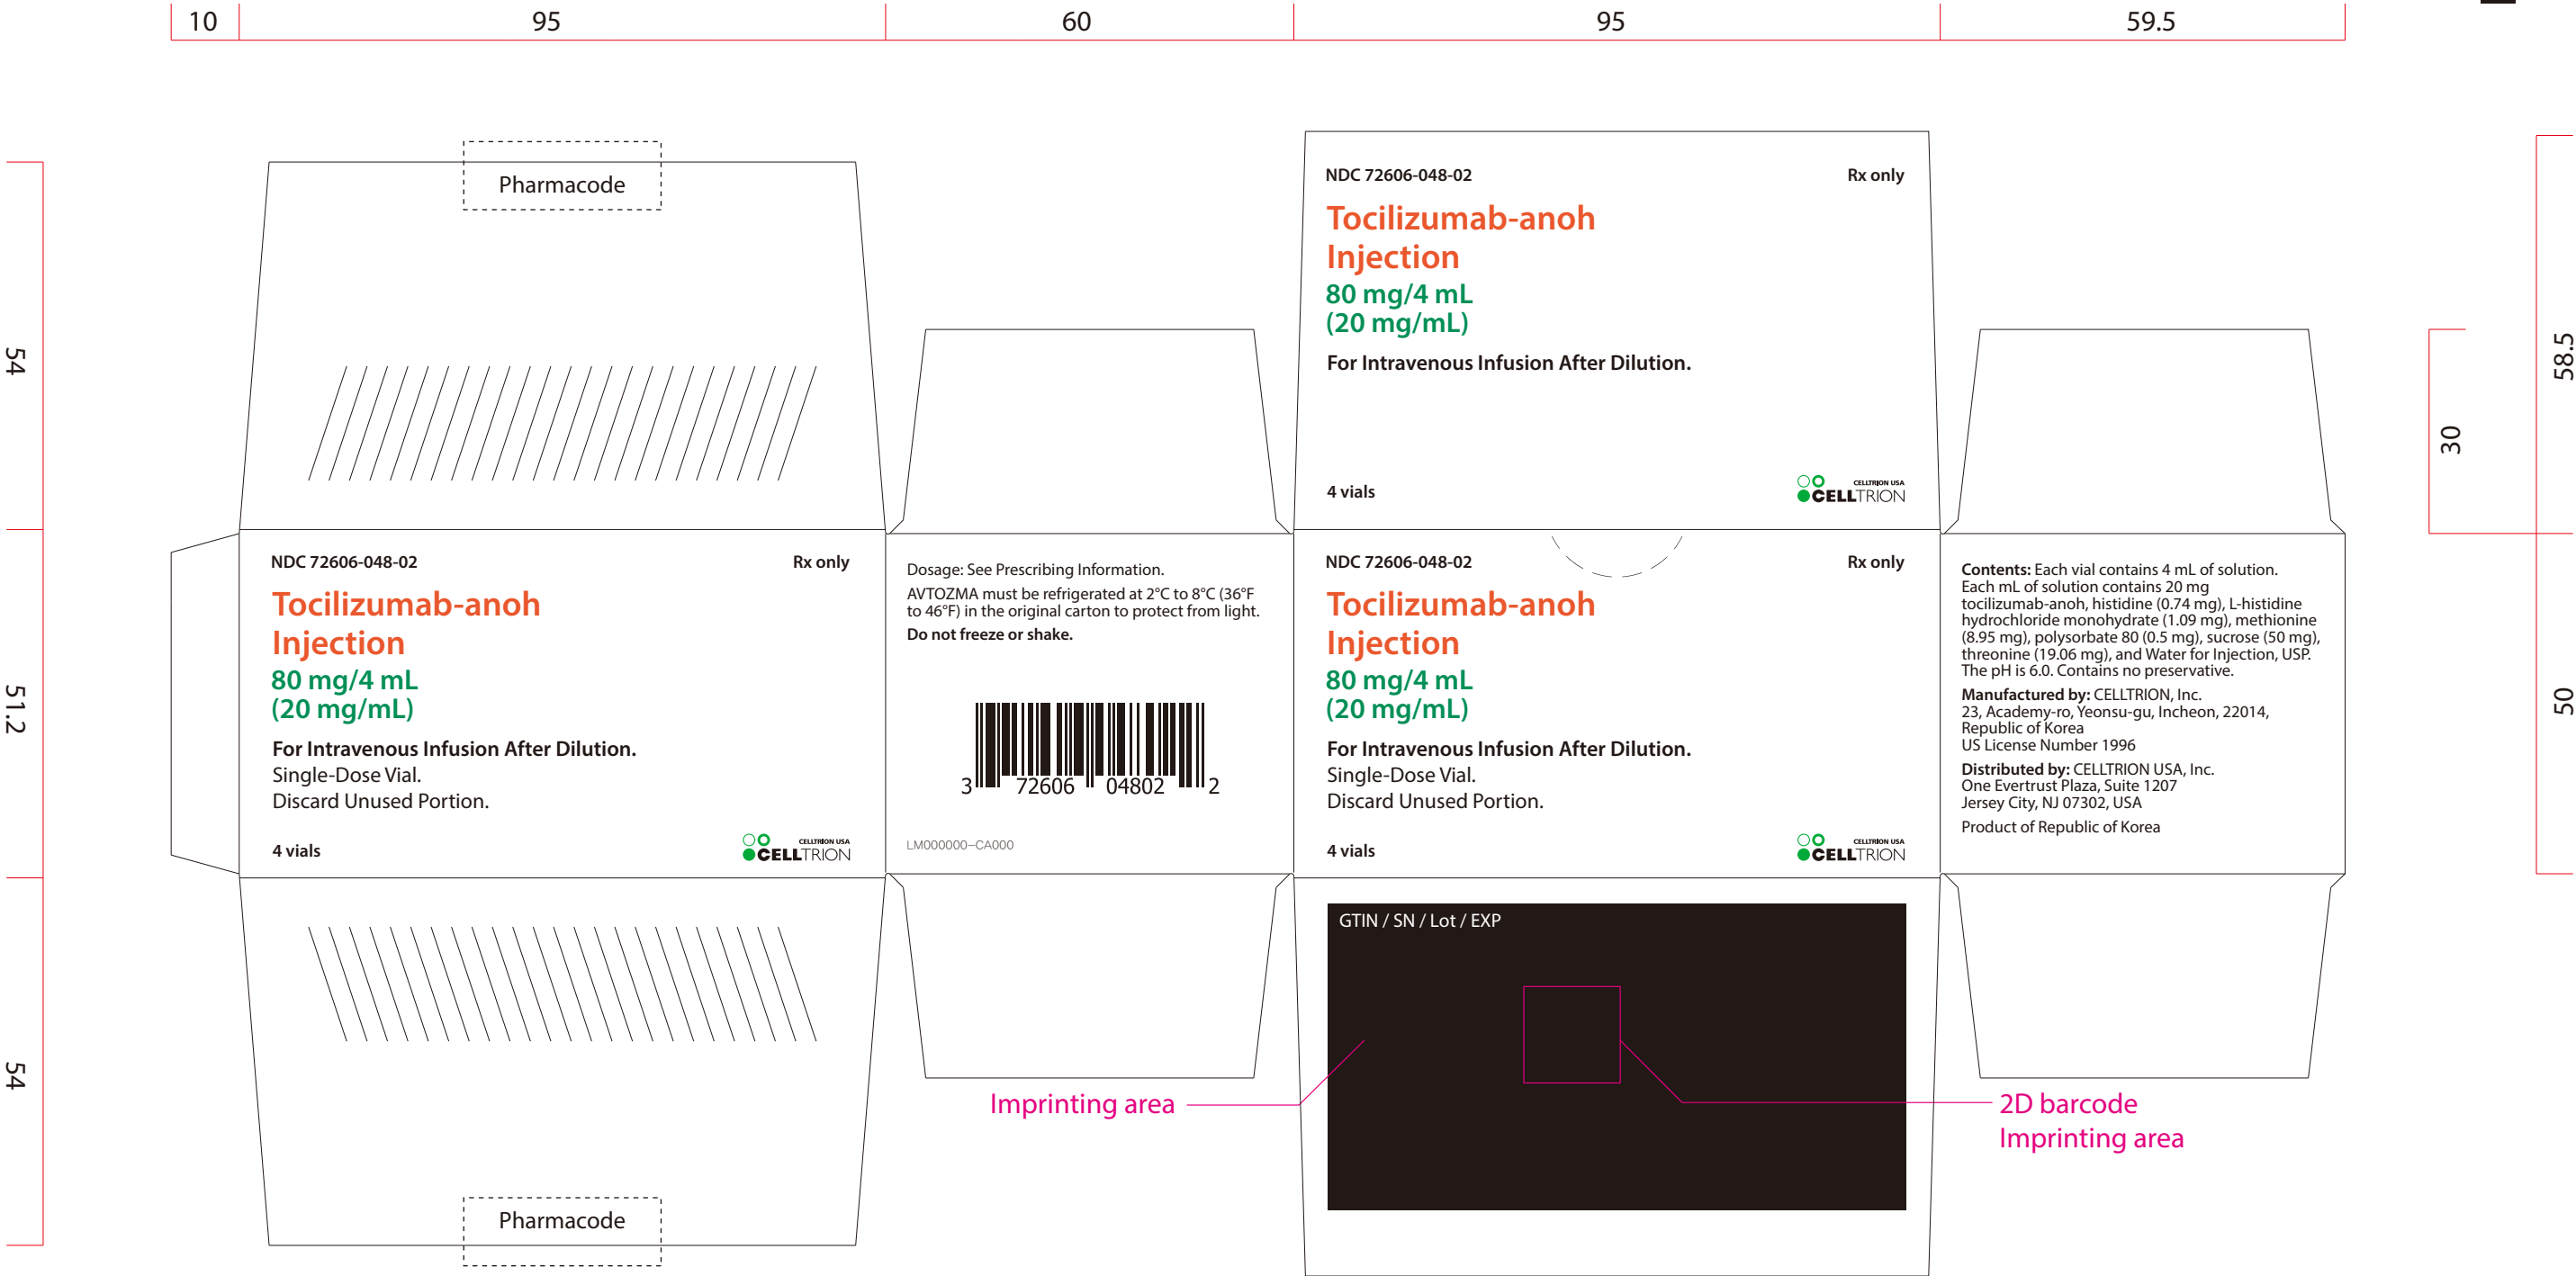 10
95
60
95
59.5
54
51.2
54
58.5
30
50
Pharmacode
NDC 72606-048-02
Rx only
Tocilizumab-anoh
Injection
80 mg/4 mL
(20 mg/mL)
For Intravenous Infusion After Dilution.
4 vials
CELLTRION USA
CELLTRION
NDC 72606-048-02
Rx only
Tocilizumab-anoh
Injection
80 mg/4 mL
(20 mg/mL)
For Intravenous Infusion After Dilution.
Single-Dose Vial.
Discard Unused Portion.
4 vials
CELLTRION USA
CELLTRION
Dosage: See Prescribing Information.
AVTOZMA must be refrigerated at 2°C to 8°C (36°F
to 46°F) in the original carton to protect from light.
Do not freeze or shake.
3 72606 04802 2
LM000000-CA000
NDC 72606-048-02
Rx only
Tocilizumab-anoh
Injection
80 mg/4 mL
(20 mg/mL)
For Intravenous Infusion After Dilution.
Single-Dose Vial.
Discard Unused Portion.
4 vials
CELLTRION USA
CELLTRION
Contents: Each vial contains 4 mL of solution.
Each mL of solution contains 20 mg
tocilizumab-anoh, histidine (0.74 mg), L-histidine
hydrochloride monohydrate (1.09 mg), methionine
(8.95 mg), polysorbate 80 (0.5 mg), sucrose (50 mg),
threonine (19.06 mg), and Water for Injection, USP.
The pH is 6.0. Contains no preservative.
Manufactured by: CELLTRION, Inc.
23, Academy-ro, Yeonsu-gu, Incheon, 22014,
Republic of Korea
US License Number 1996
Distributed by: CELLTRION USA, Inc.
One Evertrust Plaza, Suite 1207
Jersey City, NJ 07302, USA
Product of Republic of Korea
GTIN / SN / Lot / EXP
Imprinting area
2D barcode
Imprinting area
Pharmacode